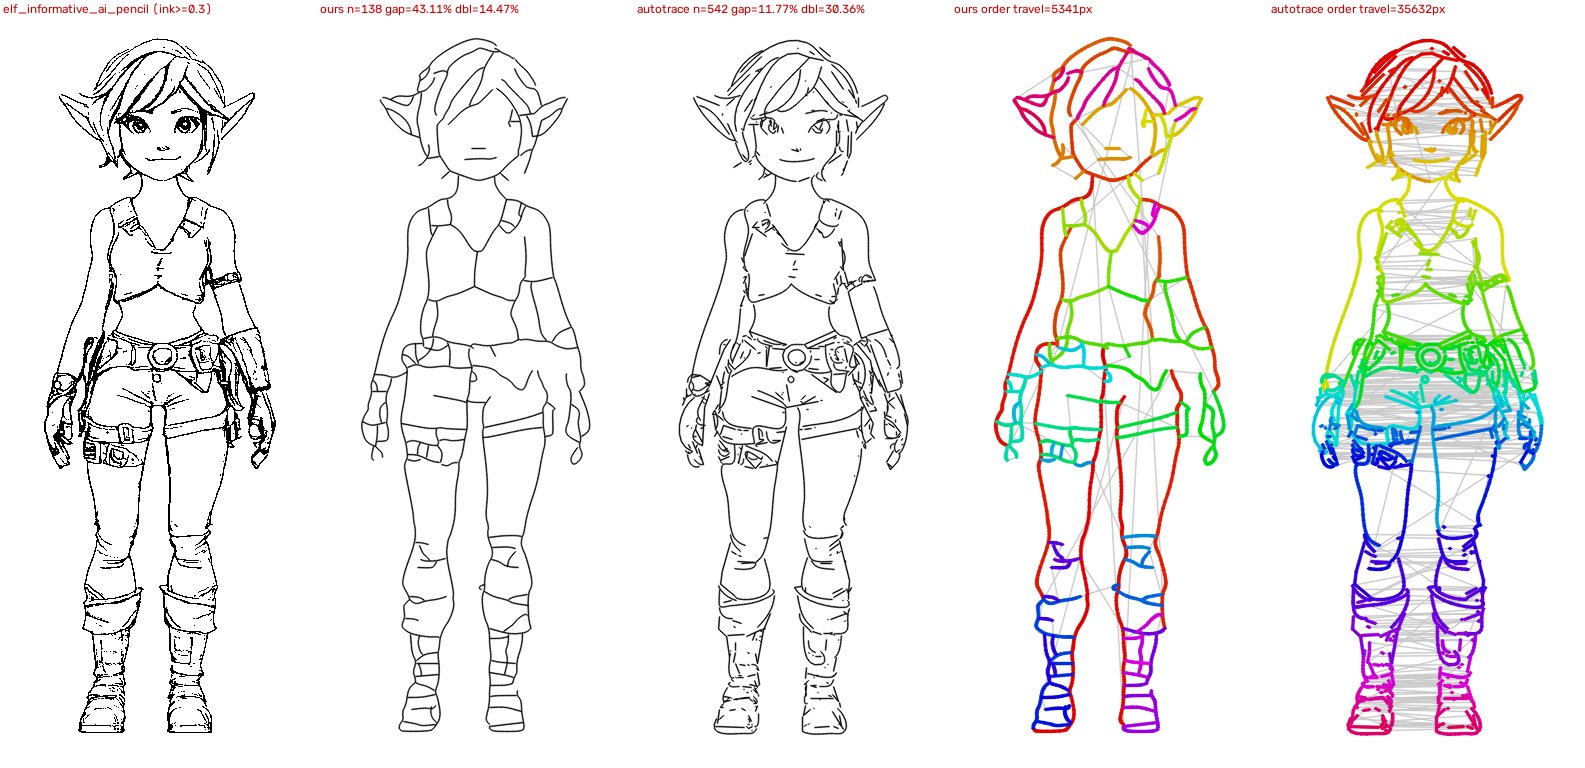 elf_informative_ai_pencil (ink>=0.3)
ours n=138 gap=43.11% dbl=14.47%
autotrace n=542 gap=11.77% dbl=30.36%
ours order travel=5341px
autotrace order travel=35632px